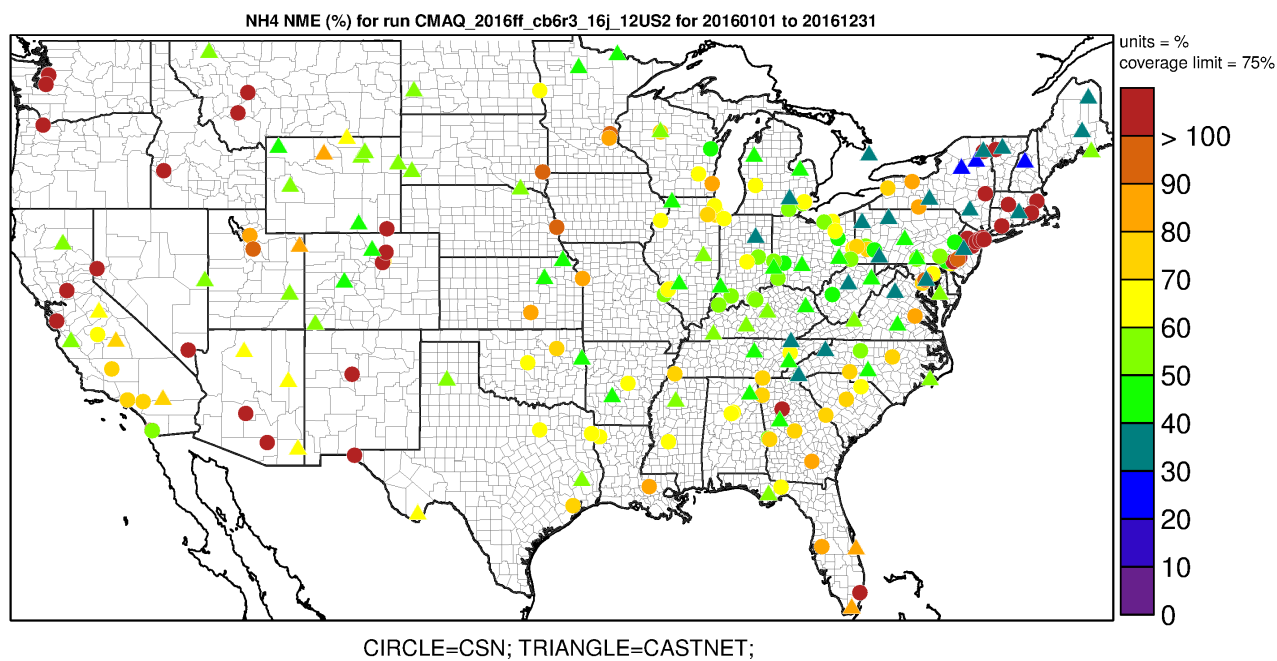 NH4 NME (%) for run CMAQ_2016ff_cb6r3_16j_12US2 for 20160101 to 20161231
units = %
coverage limit = 75%
> 100
90
80
70
60
50
40
30
20
10
0
CIRCLE=CSN; TRIANGLE=CASTNET;